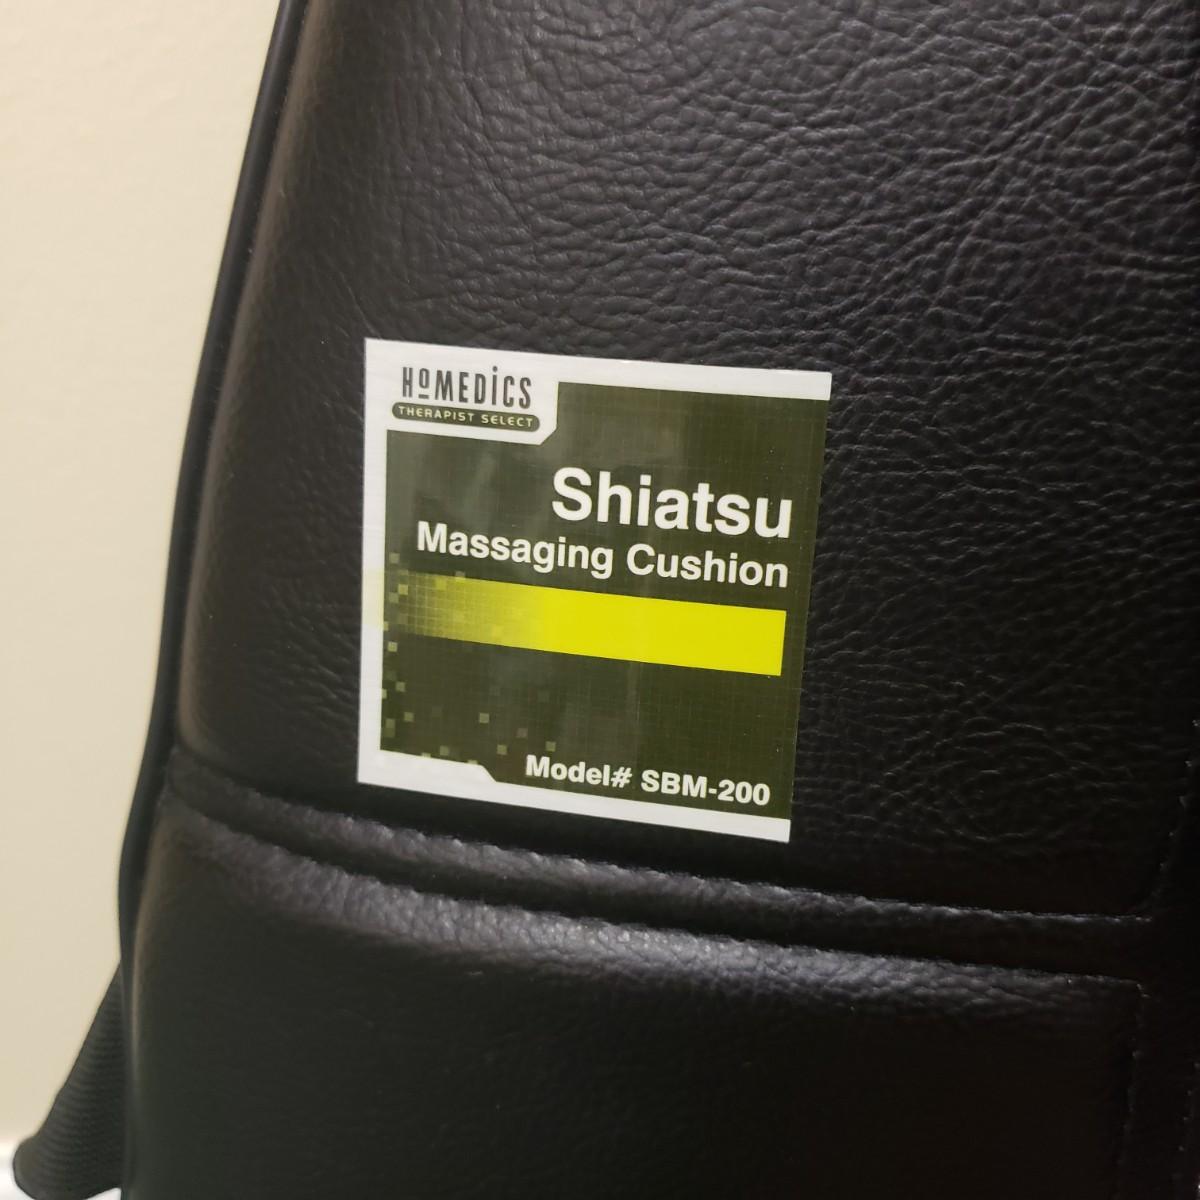 HoMEDiCS
THERAPIST SELECT
Shiatsu
Massaging Cushion
Model# SBM-200